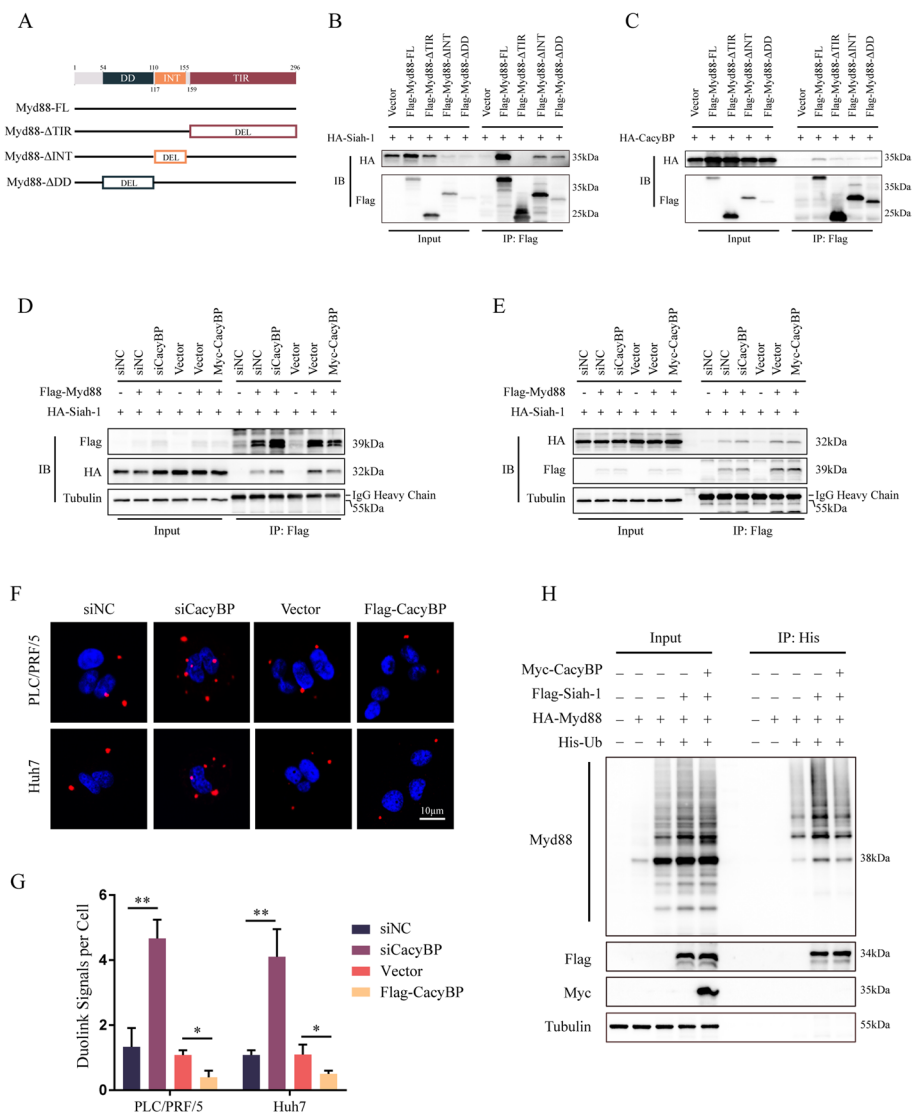 A
1 54 110 155 296
DD INT TIR
117 159
Myd88-FL
Myd88-ΔTIR DEL
Myd88-ΔINT DEL
Myd88-ΔDD DEL
B
Vector Flag-Myd88-FL Flag-Myd88-ΔTIR Flag-Myd88-ΔINT Flag-Myd88-ΔDD Vector Flag-Myd88-FL Flag-Myd88-ΔTIR Flag-Myd88-ΔINT Flag-Myd88-ΔDD
HA-Siah-1 + + + + + + + + + +
HA 35kDa
IB
35kDa
Flag
25kDa
Input IP: Flag
C
Vector Flag-Myd88-FL Flag-Myd88-ΔTIR Flag-Myd88-ΔINT Flag-Myd88-ΔDD Vector Flag-Myd88-FL Flag-Myd88-ΔTIR Flag-Myd88-ΔINT Flag-Myd88-ΔDD
HA-CacyBP + + + + + + + + + +
HA 35kDa
IB
35kDa
Flag
25kDa
Input IP: Flag
D
siNC siNC siCacyBP Vector Vector Myc-CacyBP siNC siNC siCacyBP Vector Vector Myc-CacyBP
Flag-Myd88 - + + - + + - + + - + +
HA-Siah-1 + + + + + + + + + + + +
Flag 39kDa
IB HA 32kDa
Tubulin IgG Heavy Chain
55kDa
Input IP: Flag
E
siNC siNC siCacyBP Vector Vector Myc-CacyBP siNC siNC siCacyBP Vector Vector Myc-CacyBP
Flag-Myd88 - + + - + + - + + - + +
HA-Siah-1 + + + + + + + + + + + +
HA 32kDa
IB Flag 39kDa
Tubulin IgG Heavy Chain
55kDa
Input IP: Flag
F
siNC siCacyBP Vector Flag-CacyBP
PLC/PRF/5
Huh7
10μm
G
Duolink Signals per Cell
6
4
2
0
** * ** *
PLC/PRF/5 Huh7
siNC
siCacyBP
Vector
Flag-CacyBP
H
Input IP: His
Myc-CacyBP – – – – + – – – – +
Flag-Siah-1 – – – + + – – – + +
HA-Myd88 – + + + + – + + + +
His-Ub – – + + + – – + + +
Myd88
38kDa
Flag 34kDa
Myc 35kDa
Tubulin 55kDa